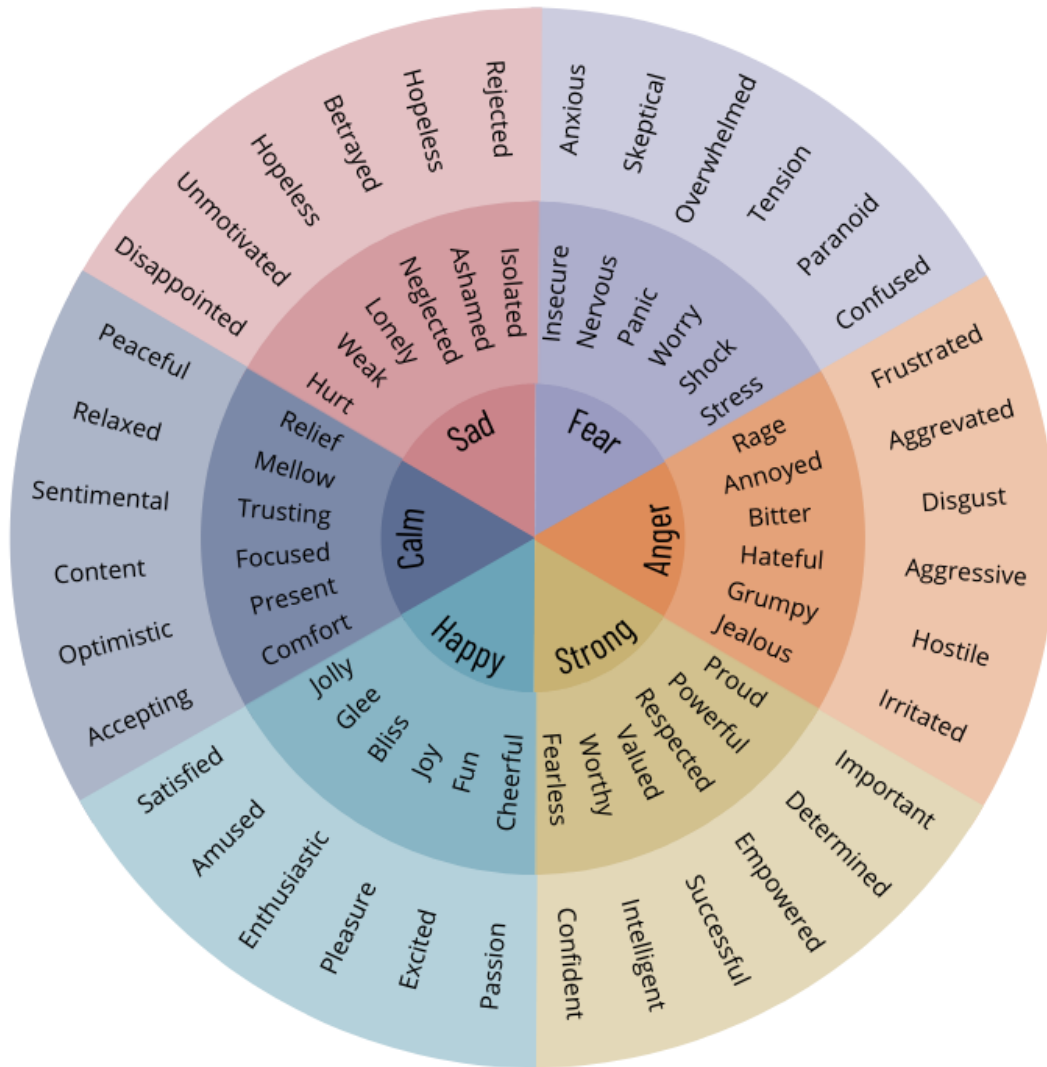 Sad
Isolated
Ashamed
Neglected
Lonely
Weak
Hurt
Rejected
Hopeless
Betrayed
Hopeless
Unmotivated
Disappointed
Fear
Insecure
Nervous
Panic
Worry
Shock
Stress
Anxious
Skeptical
Overwhelmed
Tension
Paranoid
Confused
Anger
Rage
Annoyed
Bitter
Hateful
Grumpy
Jealous
Frustrated
Aggrevated
Disgust
Aggressive
Hostile
Irritated
Strong
Proud
Powerful
Respected
Valued
Worthy
Fearless
Important
Determined
Empowered
Successful
Intelligent
Confident
Happy
Cheerful
Fun
Joy
Bliss
Glee
Jolly
Passion
Excited
Pleasure
Enthusiastic
Amused
Satisfied
Calm
Comfort
Present
Focused
Trusting
Mellow
Relief
Accepting
Optimistic
Content
Sentimental
Relaxed
Peaceful